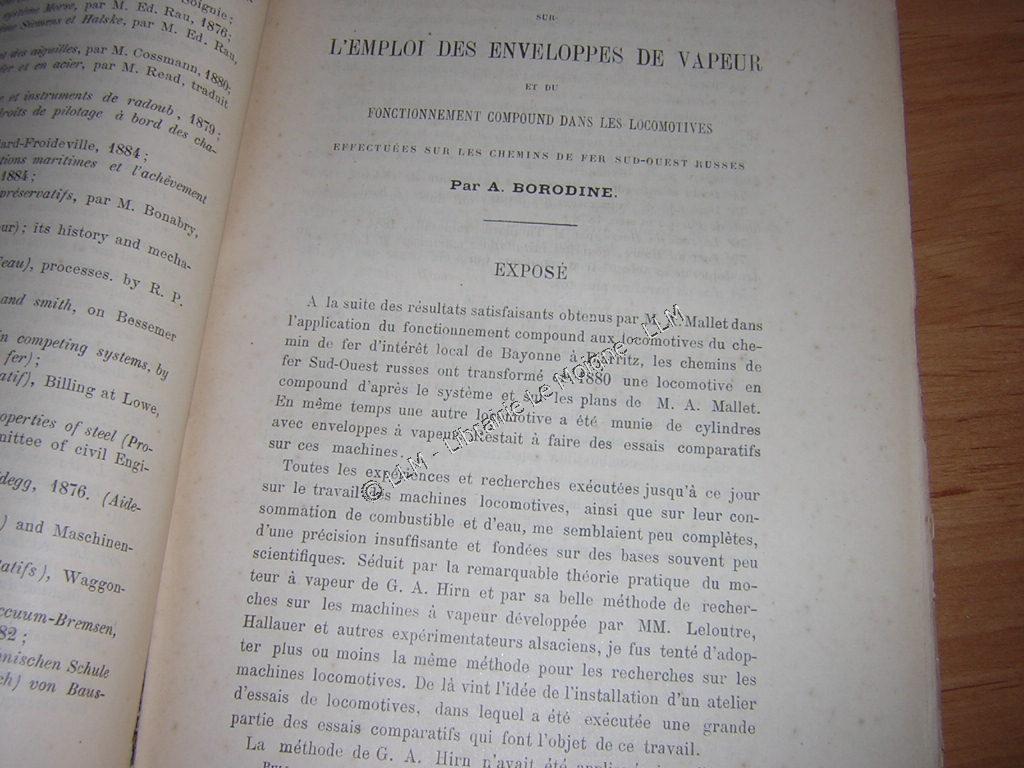 Soignie;
système Morse, par M. Ed. Rau, 1876;
Siemens et Halske, par M. Ed. Rau,
des aiguilles, par M. Cossmann, 1880;
fer et en acier, par M. Read, traduit
e et instruments de radoub, 1879;
droits de pilotage à bord des cha-
ard-Froideville, 1884;
tions maritimes et l'achèvement
1884;
préservatifs, par M. Bonabry,
our); its history and mecha-
eau), processes. by R. P.
and smith, on Bessemer
n competing systems, by
fer);
atif), Billing at Lowe,
operties of steel (Pro-
mittee of civil Engi-
degg, 1876. (Aide-
) and Maschinen-
atifs), Waggon-
ccuum-Bremsen,
82;
nischen Schule
ch) von Baus-
SUR
L'EMPLOI DES ENVELOPPES DE VAPEUR
ET DU
FONCTIONNEMENT COMPOUND DANS LES LOCOMOTIVES
EFFECTUÉES SUR LES CHEMINS DE FER SUD-OUEST RUSSES
Par A. BORODINE.
EXPOSÉ
A la suite des résultats satisfaisants obtenus par M. A. Mallet dans
l'application du fonctionnement compound aux locomotives du che-
min de fer d'intérêt local de Bayonne à Biarritz, les chemins de
fer Sud-Ouest russes ont transformé en 1880 une locomotive en
compound d'après le système et sur les plans de M. A. Mallet.
En même temps une autre locomotive a été munie de cylindres
avec enveloppes à vapeur. Restait à faire des essais comparatifs
sur ces machines.
Toutes les expériences et recherches exécutées jusqu'à ce jour
sur le travail des machines locomotives, ainsi que sur leur con-
sommation de combustible et d'eau, me semblaient peu complètes,
d'une précision insuffisante et fondées sur des bases souvent peu
scientifiques. Séduit par la remarquable théorie pratique du mo-
teur à vapeur de G. A. Hirn et par sa belle méthode de recher-
ches sur les machines à vapeur développée par MM. Leloutre,
Hallauer et autres expérimentateurs alsaciens, je fus tenté d'adop-
ter plus ou moins la même méthode pour les recherches sur les
machines locomotives. De là vint l'idée de l'installation d'un atelier
d'essais de locomotives, dans lequel a été exécutée une grande
partie des essais comparatifs qui font l'objet de ce travail.
La méthode de G. A. Hirn n'avait été
© LLM - Librairie Le Moigne - LLM